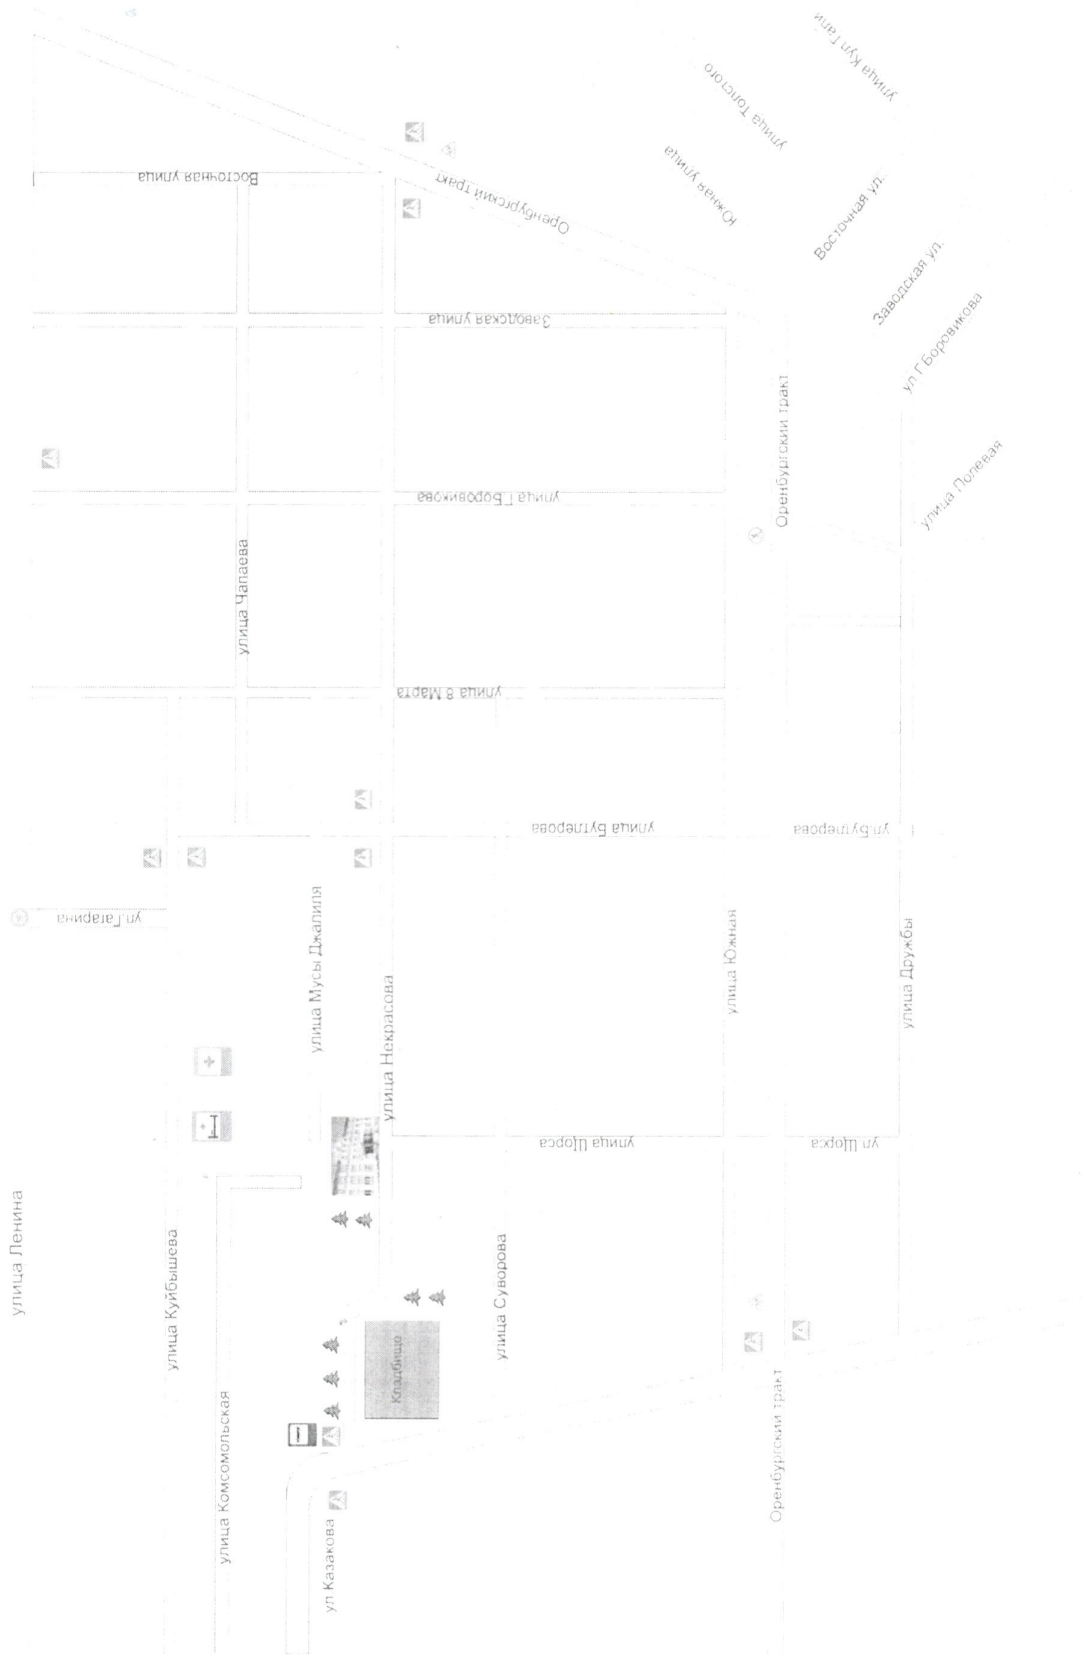 улица Кул Гали
улица Толстого
Южная улица
Восточная улица
Оренбургский тракт
Восточная ул.
Заводская ул.
ул Г.Боровикова
Заводская улица
Оренбургский тракт
улица Полевая
улица Г.Боровикова
улица Чапаева
улица 8 Марта
улица Бутлерова
ул.Бутлерова
ул.Гагарина
улица Мусы Джалиля
улица Южная
улица Дружбы
улица Некрасова
улица Щорса
ул Щорса
улица Ленина
улица Куйбышева
улица Суворова
Кладбище
улица Комсомольская
Оренбургский тракт
ул Казакова